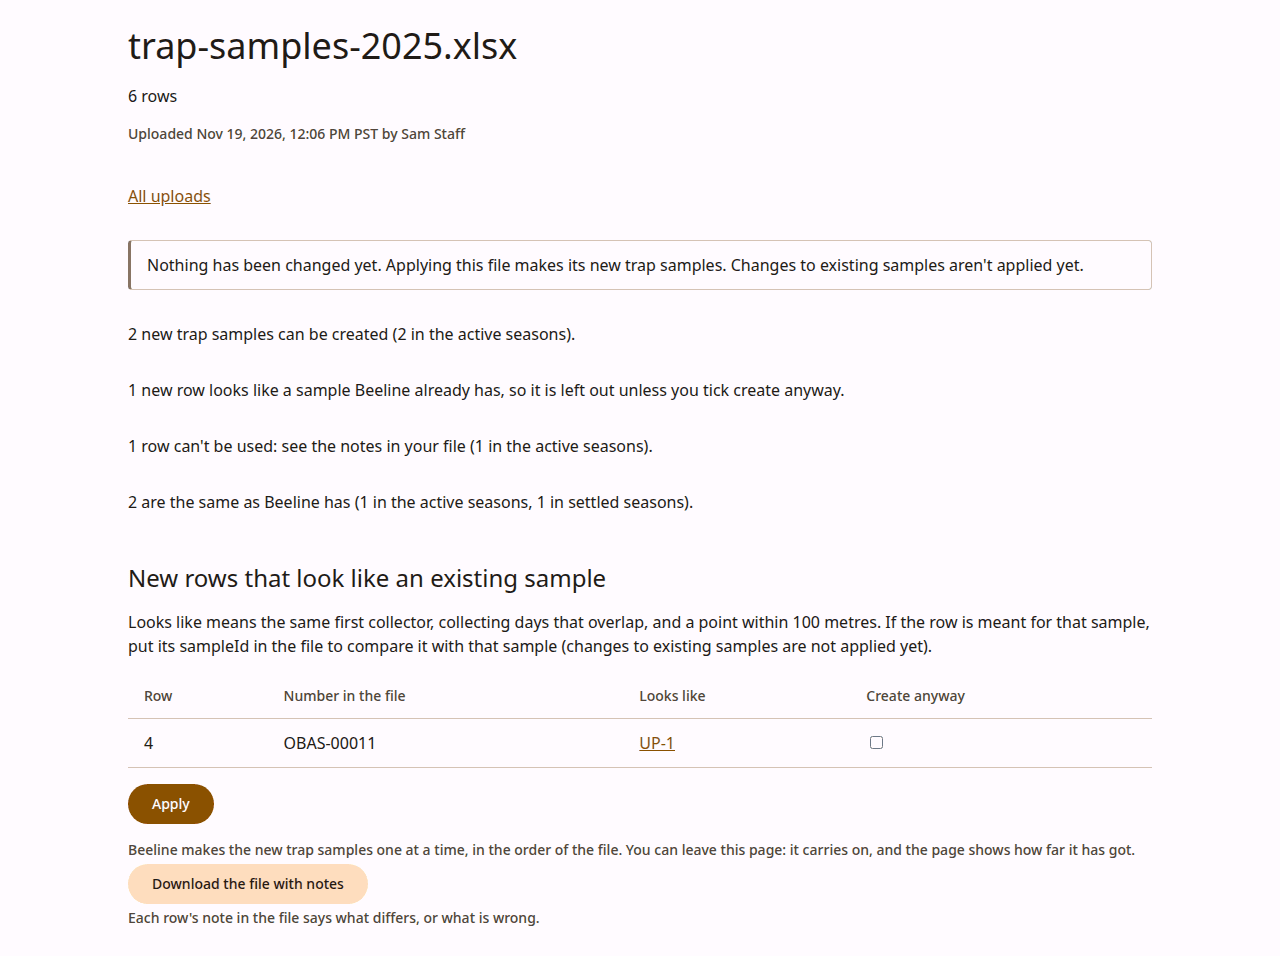 trap-samples-2025.xlsx
6 rows
Uploaded Nov 19, 2026, 12:06 PM PST by Sam Staff
All uploads
Nothing has been changed yet. Applying this file makes its new trap samples. Changes to existing samples aren't applied yet.
2 new trap samples can be created (2 in the active seasons).
1 new row looks like a sample Beeline already has, so it is left out unless you tick create anyway.
1 row can't be used: see the notes in your file (1 in the active seasons).
2 are the same as Beeline has (1 in the active seasons, 1 in settled seasons).
New rows that look like an existing sample
Looks like means the same first collector, collecting days that overlap, and a point within 100 metres. If the row is meant for that sample,
put its sampleId in the file to compare it with that sample (changes to existing samples are not applied yet).
Row Number in the file Looks like Create anyway
4 OBAS-00011 UP-1
Apply
Beeline makes the new trap samples one at a time, in the order of the file. You can leave this page: it carries on, and the page shows how far it has got.
Download the file with notes
Each row's note in the file says what differs, or what is wrong.